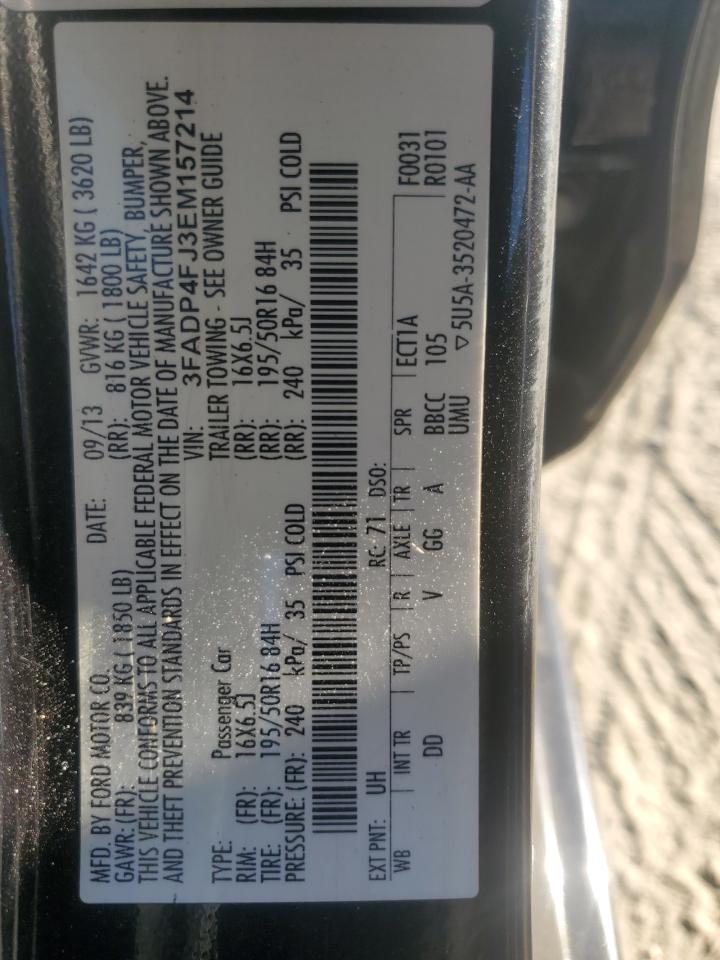 MFD. BY FORD MOTOR CO. DATE: 09/13 GVWR: 1642 KG ( 3620 LB)
GAWR: (FR): 839 KG ( 1850 LB) (RR): 816 KG ( 1800 LB)
THIS VEHICLE CONFORMS TO ALL APPLICABLE FEDERAL MOTOR VEHICLE SAFETY, BUMPER,
AND THEFT PREVENTION STANDARDS IN EFFECT ON THE DATE OF MANUFACTURE SHOWN ABOVE.
VIN: 3FADP4FJ3EM157214
TYPE: Passenger Car TRAILER TOWING - SEE OWNER GUIDE
RIM: (FR): 16X6.5J (RR): 16X6.5J
TIRE: (FR): 195/50R16 84H (RR): 195/50R16 84H
PRESSURE: (FR): 240 kPa/ 35 PSI COLD (RR): 240 kPa/ 35 PSI COLD
EXT PNT: UH RC: 71 DSO: F0031
WB INT TR TP/PS R AXLE TR SPR ECT1A R0101
DD V GG A BBCC 105
UMU ▽5U5A-3520472-AA